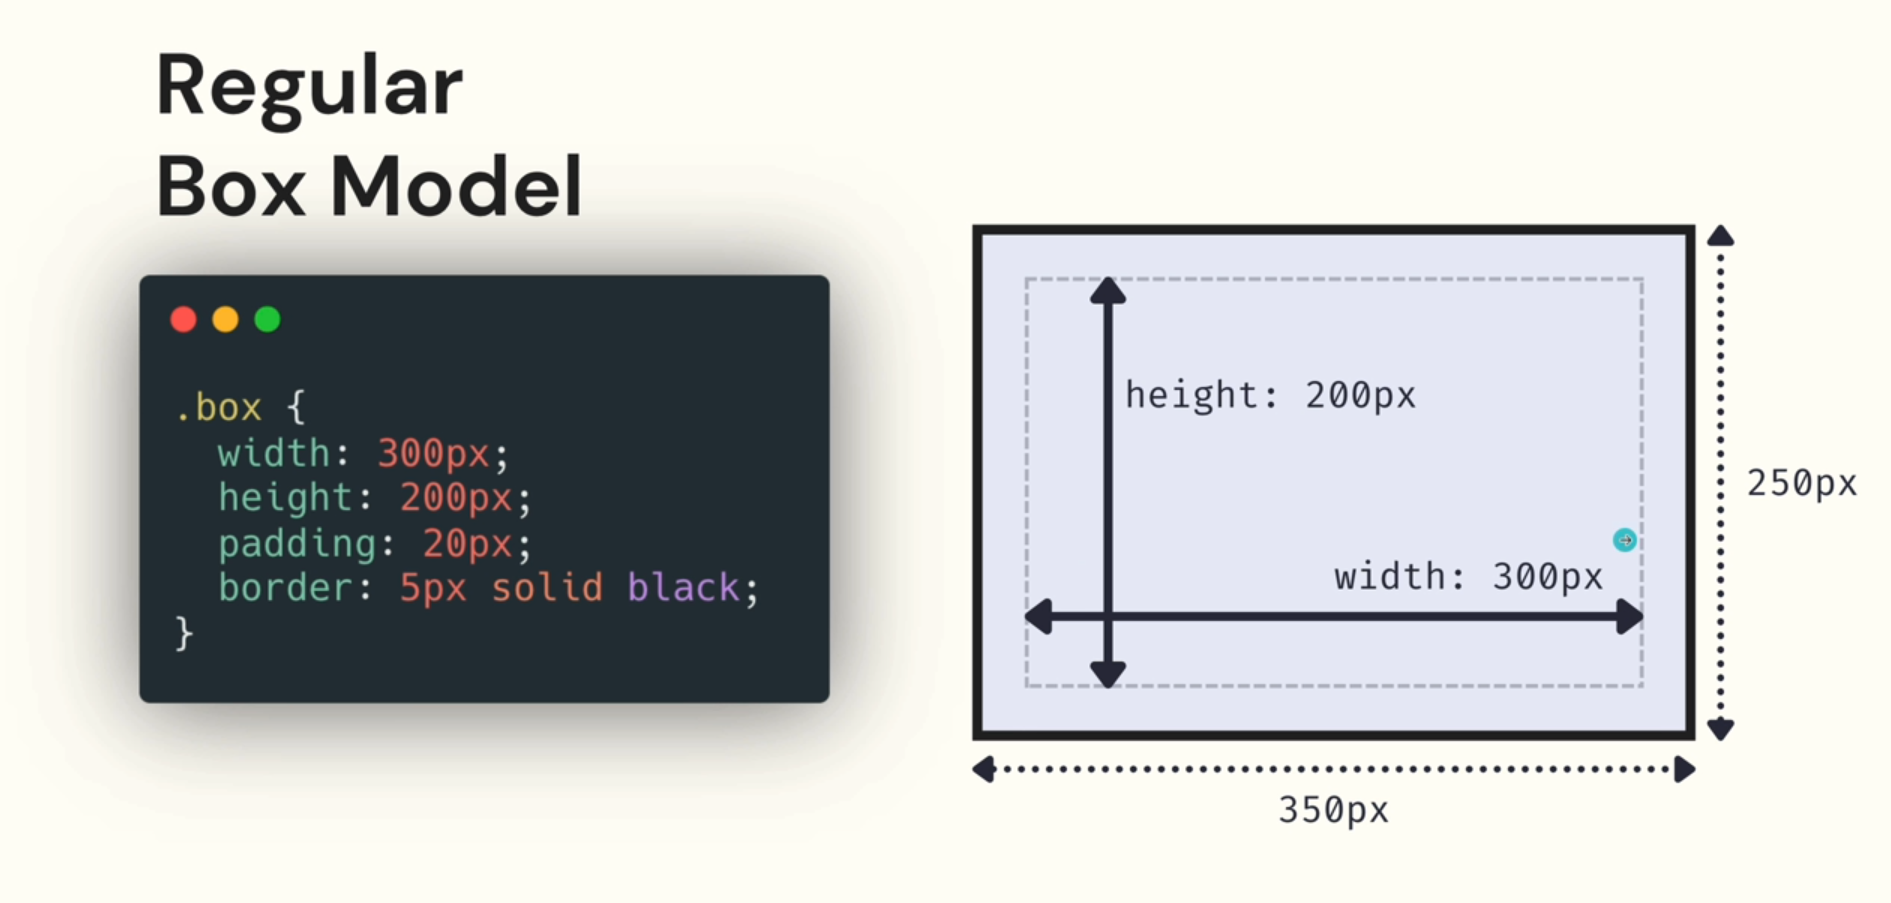 Regular
Box Model
.box {
  width: 300px;
  height: 200px;
  padding: 20px;
  border: 5px solid black;
}
height: 200px
width: 300px
250px
350px